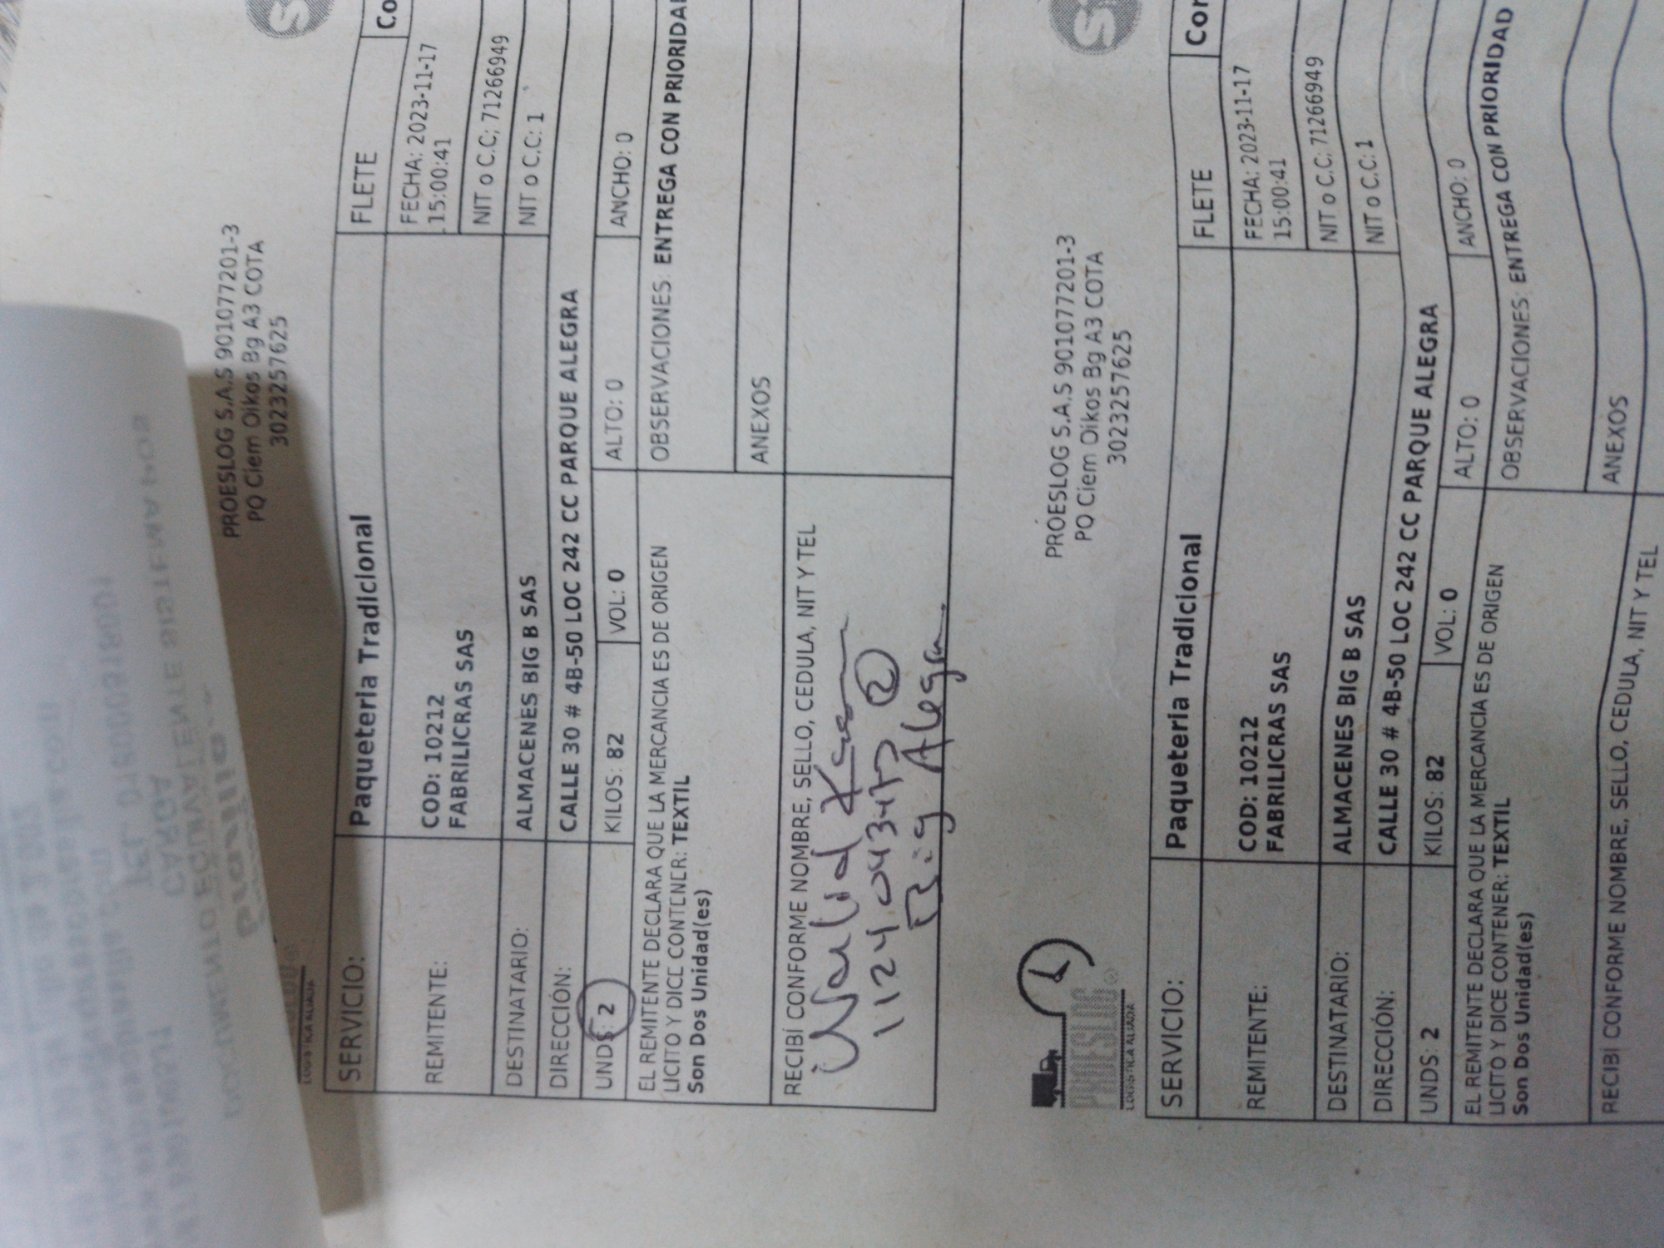 PROESLOG S.A.S 901077201-3
PQ Ciem Oikos Bg A3 COTA
3023257625
LOGISTICA ALIADA
SERVICIO: Paqueteria Tradicional FLETE Co
REMITENTE: COD: 10212 FECHA: 2023-11-17
FABRILICRAS SAS 15:00:41
NIT o C.C: 71266949
DESTINATARIO: ALMACENES BIG B SAS NIT o C.C: 1
DIRECCIÓN: CALLE 30 # 4B-50 LOC 242 CC PARQUE ALEGRA
UNDS: 2 KILOS: 82 VOL: 0 ALTO: 0 ANCHO: 0
EL REMITENTE DECLARA QUE LA MERCANCIA ES DE ORIGEN
LICITO Y DICE CONTENER: TEXTIL
Son Dos Unidad(es)
OBSERVACIONES: ENTREGA CON PRIORIDAD
ANEXOS
RECIBÍ CONFORME NOMBRE, SELLO, CEDULA, NIT Y TEL
2
Big Alegra
PROESLOG
LOGISTICA ALIADA
PROESLOG S.A.S 901077201-3
PQ Ciem Oikos Bg A3 COTA
3023257625
SERVICIO: Paqueteria Tradicional FLETE Cor
REMITENTE: COD: 10212 FECHA: 2023-11-17
FABRILICRAS SAS 15:00:41
NIT o C.C: 71266949
DESTINATARIO: ALMACENES BIG B SAS NIT o C.C: 1
DIRECCIÓN: CALLE 30 # 4B-50 LOC 242 CC PARQUE ALEGRA
UNDS: 2 KILOS: 82 VOL: 0 ALTO: 0 ANCHO: 0
EL REMITENTE DECLARA QUE LA MERCANCIA ES DE ORIGEN
LICITO Y DICE CONTENER: TEXTIL
Son Dos Unidad(es)
OBSERVACIONES: ENTREGA CON PRIORIDAD
ANEXOS
RECIBÍ CONFORME NOMBRE, SELLO, CEDULA, NIT Y TEL